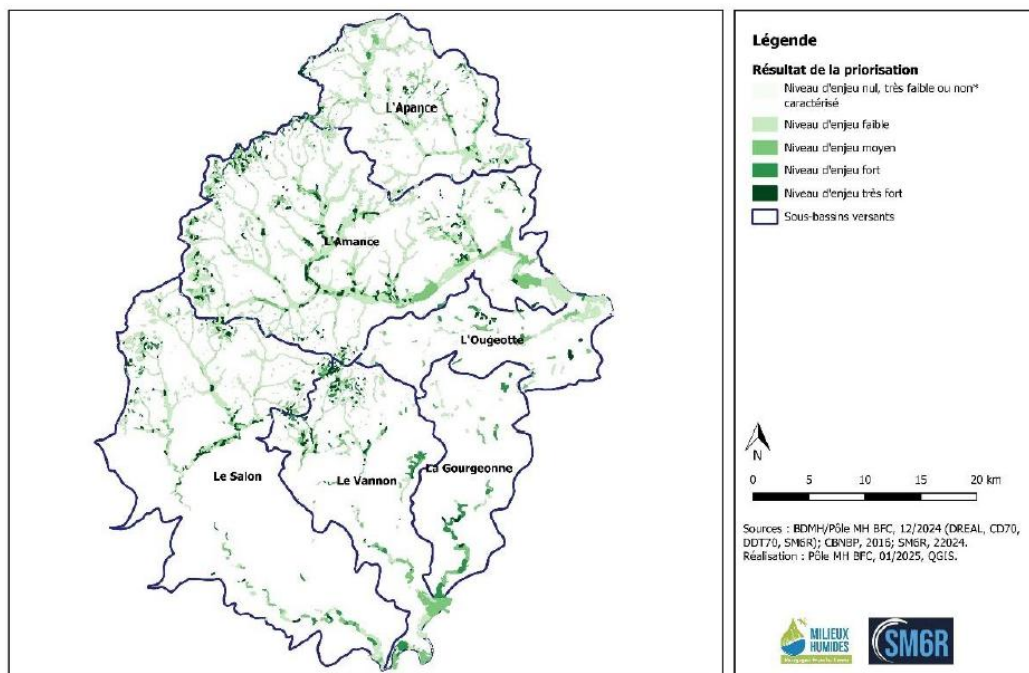 L'Apance
L'Amance
L'Ougeotte
Le Salon
Le Vannon
La Gourgeonne
Légende
Résultat de la priorisation
Niveau d'enjeu nul, très faible ou non*
caractérisé
Niveau d'enjeu faible
Niveau d'enjeu moyen
Niveau d'enjeu fort
Niveau d'enjeu très fort
Sous-bassins versants
N
0 5 10 15 20 km
Sources : BDMH/Pôle MH BFC, 12/2024 (DREAL, CD70,
DDT70, SM6R); CBNBP, 2016; SM6R, 22024.
Réalisation : Pôle MH BFC, 01/2025, QGIS.
MILIEUX
HUMIDES
SM6R